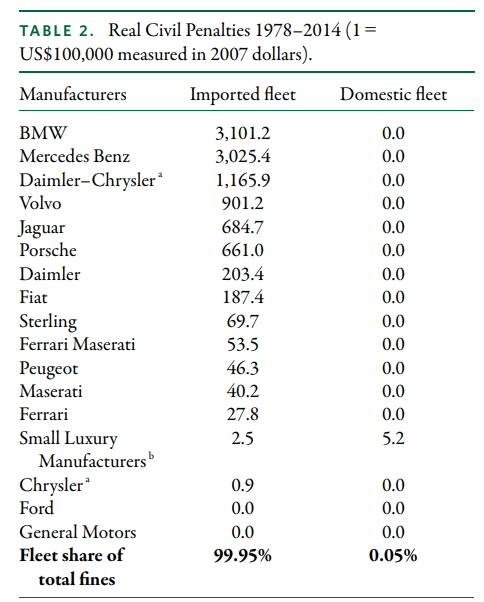 TABLE 2. Real Civil Penalties 1978–2014 (1 =
US$100,000 measured in 2007 dollars).
Manufacturers Imported fleet Domestic fleet
BMW 3,101.2 0.0
Mercedes Benz 3,025.4 0.0
Daimler–Chrysler a 1,165.9 0.0
Volvo 901.2 0.0
Jaguar 684.7 0.0
Porsche 661.0 0.0
Daimler 203.4 0.0
Fiat 187.4 0.0
Sterling 69.7 0.0
Ferrari Maserati 53.5 0.0
Peugeot 46.3 0.0
Maserati 40.2 0.0
Ferrari 27.8 0.0
Small Luxury 2.5 5.2
Manufacturers b
Chrysler a 0.9 0.0
Ford 0.0 0.0
General Motors 0.0 0.0
Fleet share of 99.95% 0.05%
total fines